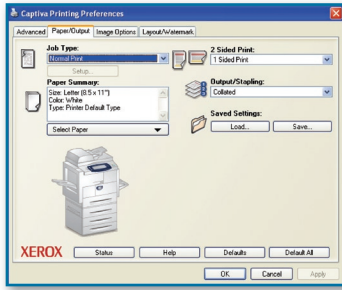 Captiva Printing Preferences
Advanced
Paper/Output
Image Options
Layout/Watermark
Job Type:
Normal Print
Setup...
Paper Summary:
Size: Letter (8.5 x 11")
Color: White
Type: Printer Default Type
Select Paper
2 Sided Print:
1 Sided Print
Output/Stapling:
Collated
Saved Settings:
Load...
Save...
XEROX
Status
Help
Defaults
Default All
OK
Cancel
Apply